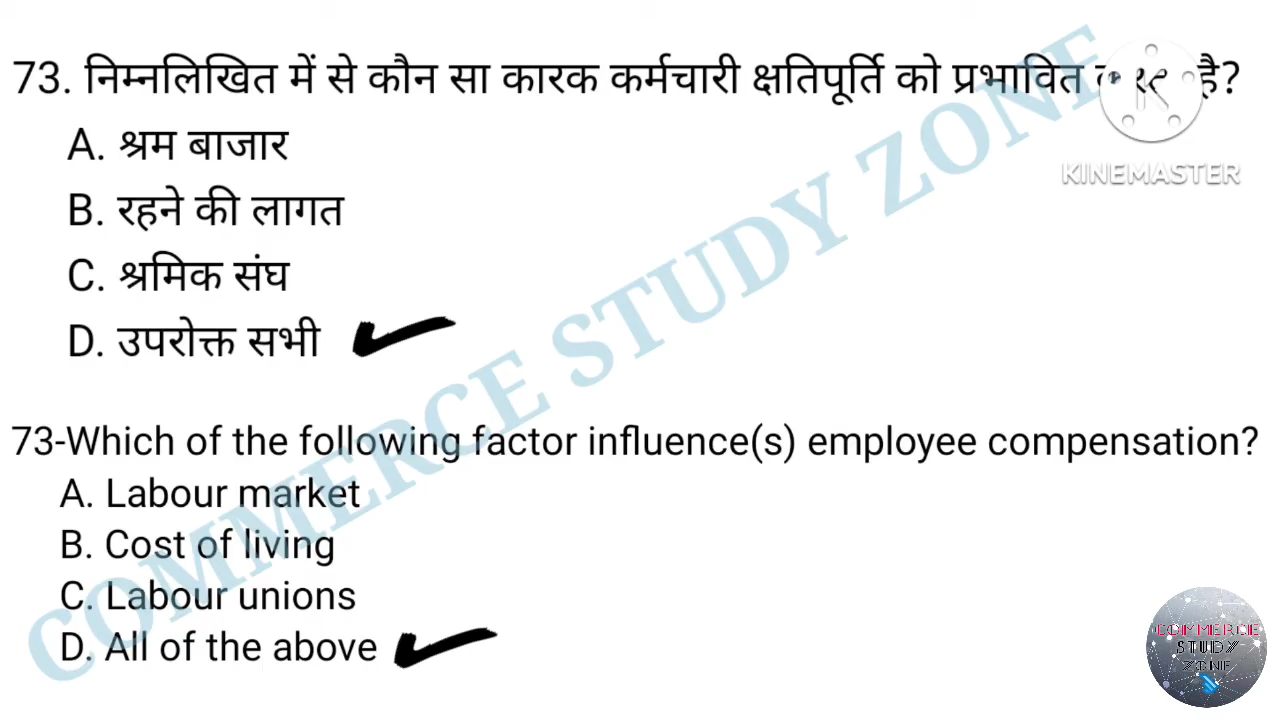 73. निम्नलिखित में से कौन सा कारक कर्मचारी क्षतिपूर्ति को प्रभावित है?
KINEMASTER
A. श्रम बाजार
B. रहने की लागत
C. श्रमिक संघ
D. उपरोक्त सभी
73-Which of the following factor influence(s) employee compensation?
A. Labour market
B. Cost of living
C. Labour unions
D. All of the above
COMMERCE STUDY ZONE
COMMERCE
STUDY
ZONE